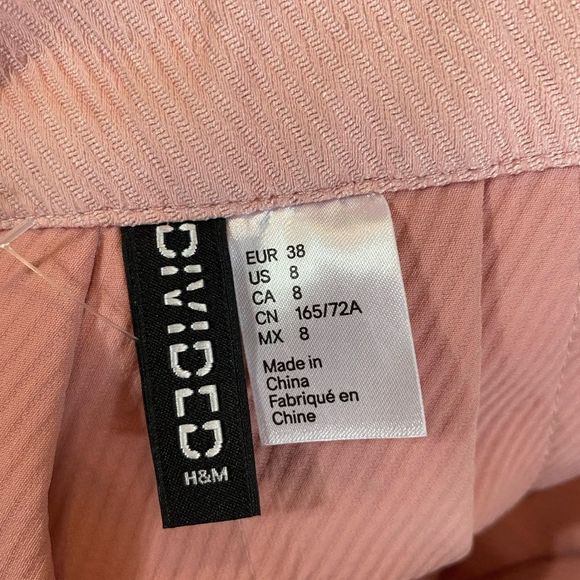 DIVIDED
H&M
EUR 38
US 8
CA 8
CN 165/72A
MX 8
Made in
China
Fabriqué en
Chine